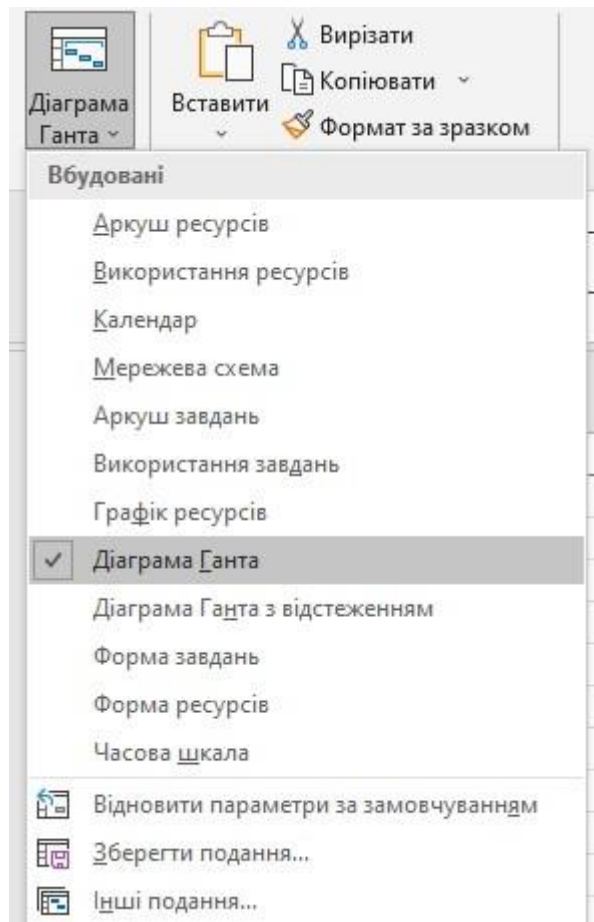 Діаграма
Ганта
Вставити
Вирізати
Копіювати
Формат за зразком
Вбудовані
Аркуш ресурсів
Використання ресурсів
Календар
Мережева схема
Аркуш завдань
Використання завдань
Графік ресурсів
Діаграма Ганта
Діаграма Ганта з відстеженням
Форма завдань
Форма ресурсів
Часова шкала
Відновити параметри за замовчуванням
Зберегти подання...
Інші подання...